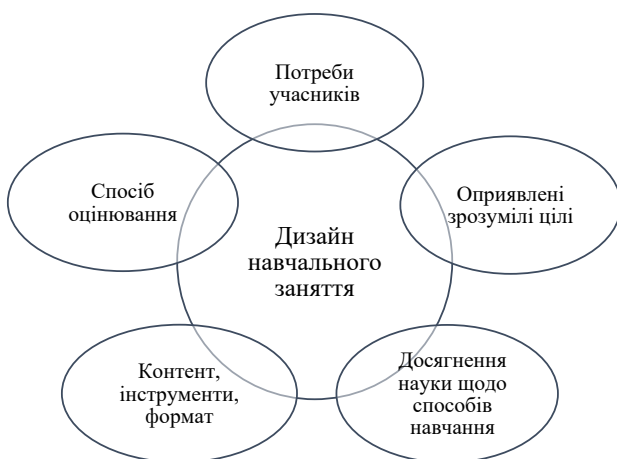 Потреби
учасників
Спосіб
оцінювання
Оприявлені
зрозумілі цілі
Дизайн
навчального
заняття
Контент,
інструменти,
формат
Досягнення
науки щодо
способів
навчання